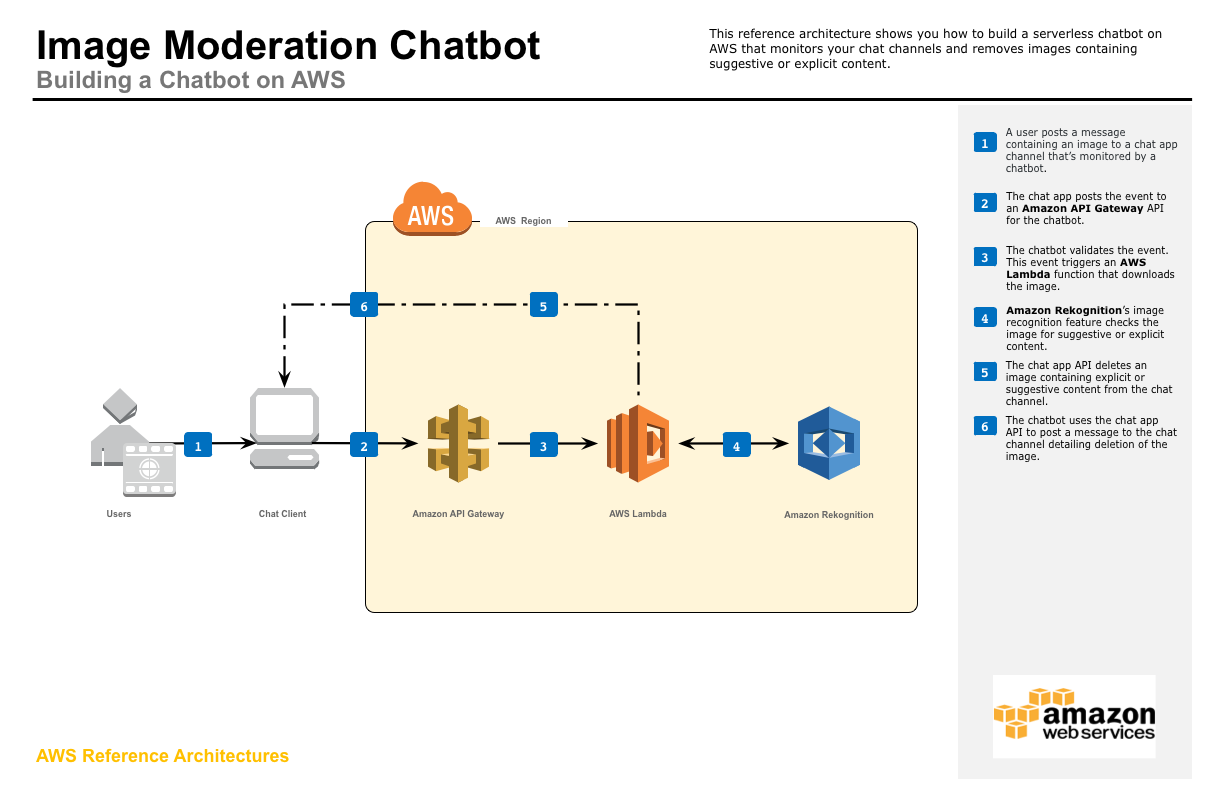 Image Moderation Chatbot
Building a Chatbot on AWS
This reference architecture shows you how to build a serverless chatbot on
AWS that monitors your chat channels and removes images containing
suggestive or explicit content.
AWS
AWS Region
6
5
1
2
3
4
Users
Chat Client
Amazon API Gateway
AWS Lambda
Amazon Rekognition
1
A user posts a message
containing an image to a chat app
channel that's monitored by a
chatbot.
2
The chat app posts the event to
an Amazon API Gateway API
for the chatbot.
3
The chatbot validates the event.
This event triggers an AWS
Lambda function that downloads
the image.
4
Amazon Rekognition's image
recognition feature checks the
image for suggestive or explicit
content.
5
The chat app API deletes an
image containing explicit or
suggestive content from the chat
channel.
6
The chatbot uses the chat app
API to post a message to the chat
channel detailing deletion of the
image.
amazon
web services
AWS Reference Architectures